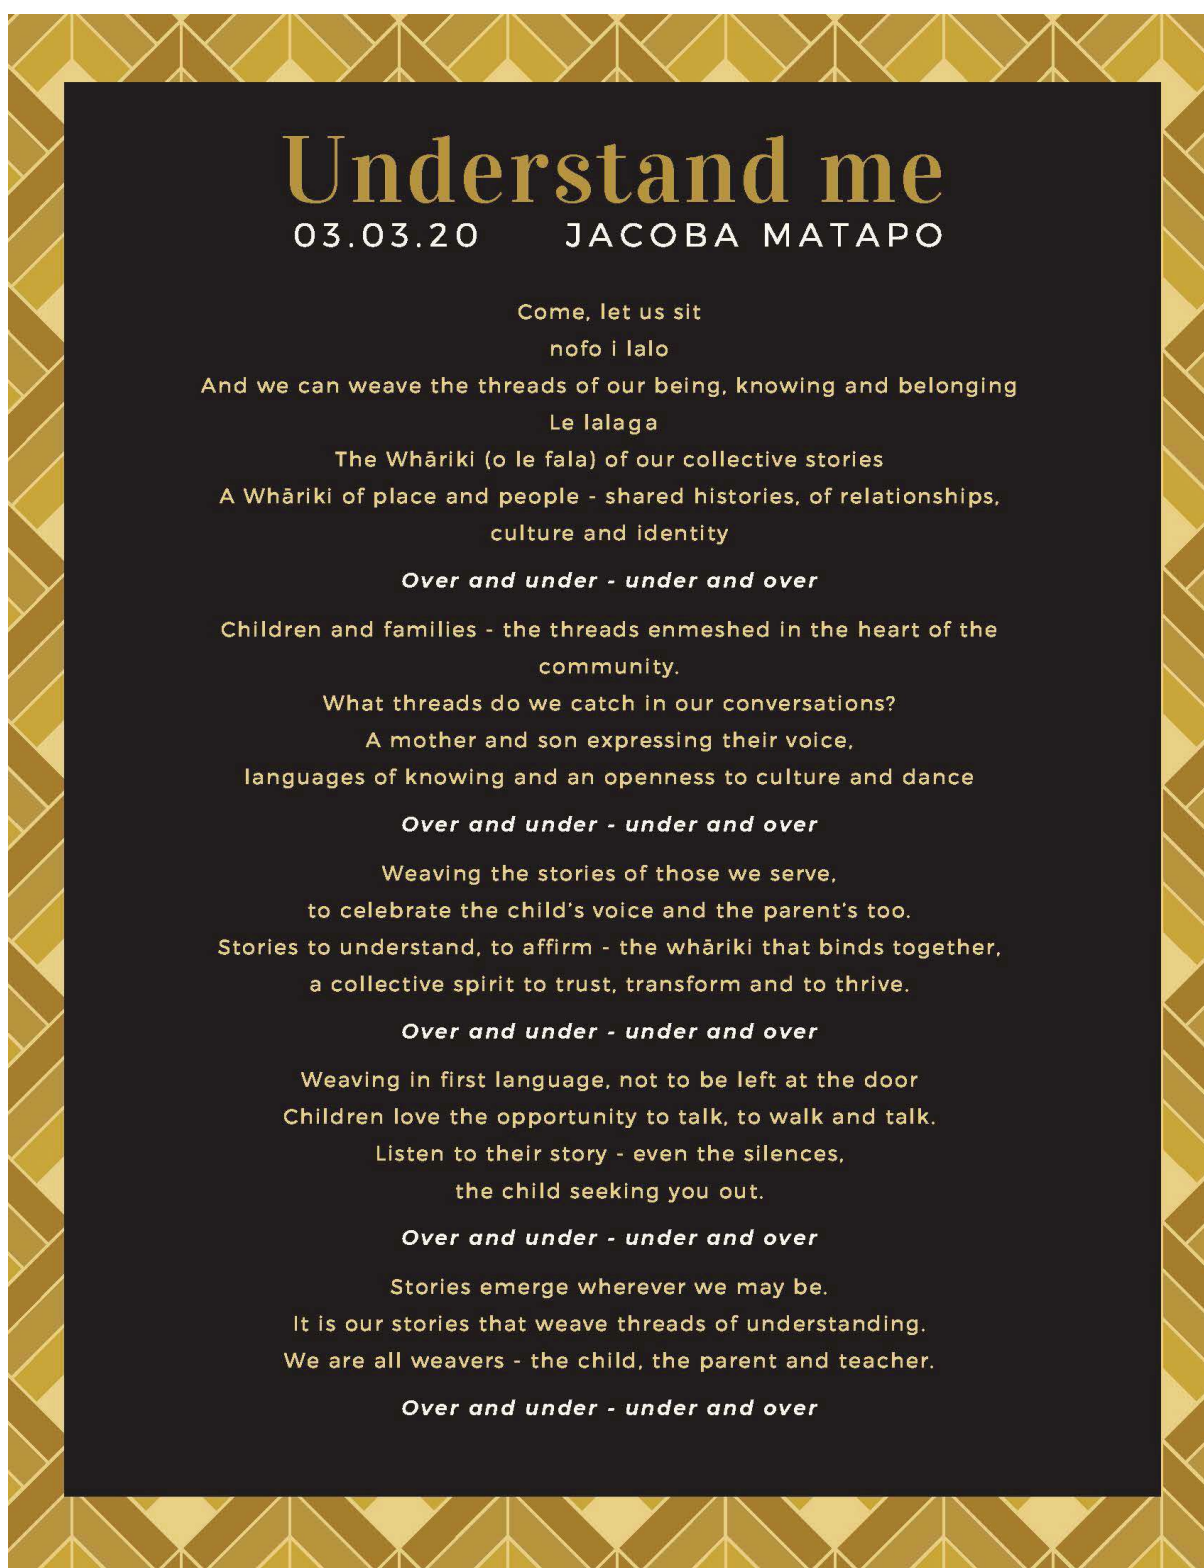 Understand me
03.03.20 JACOBA MATAPO
Come, let us sit
nofo i lalo
And we can weave the threads of our being, knowing and belonging
Le lalaga
The Whāriki (o le fala) of our collective stories
A Whāriki of place and people - shared histories, of relationships,
culture and identity
Over and under - under and over
Children and families - the threads enmeshed in the heart of the
community.
What threads do we catch in our conversations?
A mother and son expressing their voice,
languages of knowing and an openness to culture and dance
Over and under - under and over
Weaving the stories of those we serve,
to celebrate the child's voice and the parent's too.
Stories to understand, to affirm - the whāriki that binds together,
a collective spirit to trust, transform and to thrive.
Over and under - under and over
Weaving in first language, not to be left at the door
Children love the opportunity to talk, to walk and talk.
Listen to their story - even the silences,
the child seeking you out.
Over and under - under and over
Stories emerge wherever we may be.
It is our stories that weave threads of understanding.
We are all weavers - the child, the parent and teacher.
Over and under - under and over